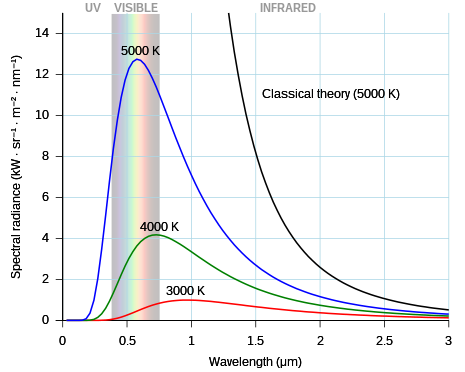 UV VISIBLE INFRARED
14
5000 K
12
Classical theory (5000 K)
10
8
6
4000 K
4
3000 K
2
0
0 0.5 1 1.5 2 2.5 3
Wavelength (μm)
Spectral radiance (kW · sr⁻¹ · m⁻² · nm⁻¹)